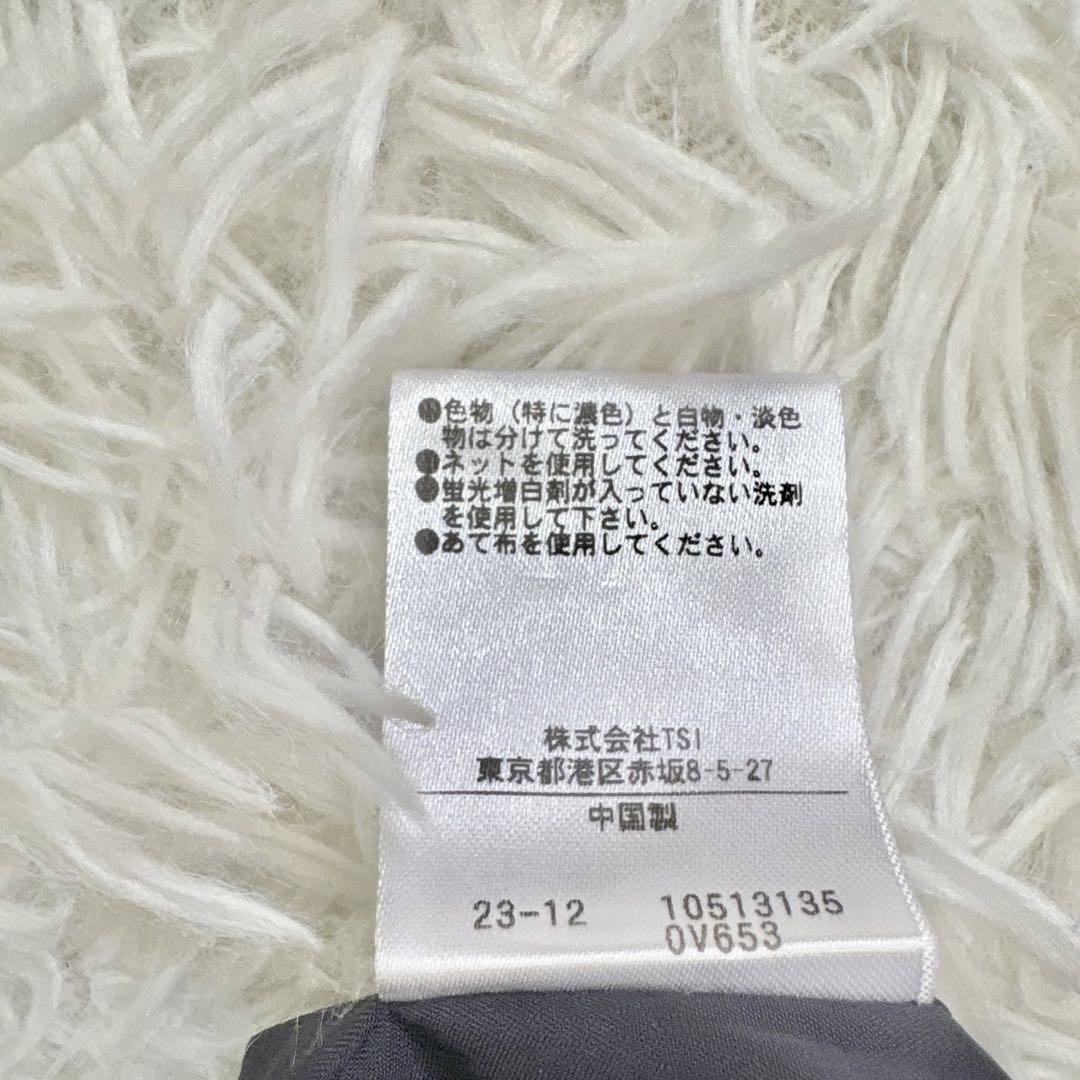 ●色物（特に濃色）と白物・淡色
物は分けて洗ってください。
●ネットを使用してください。
●蛍光増白剤が入っていない洗剤
を使用して下さい。
●あて布を使用してください。
株式会社TSI
東京都港区赤坂8-5-27
中国製
23-12 10513135
0V653